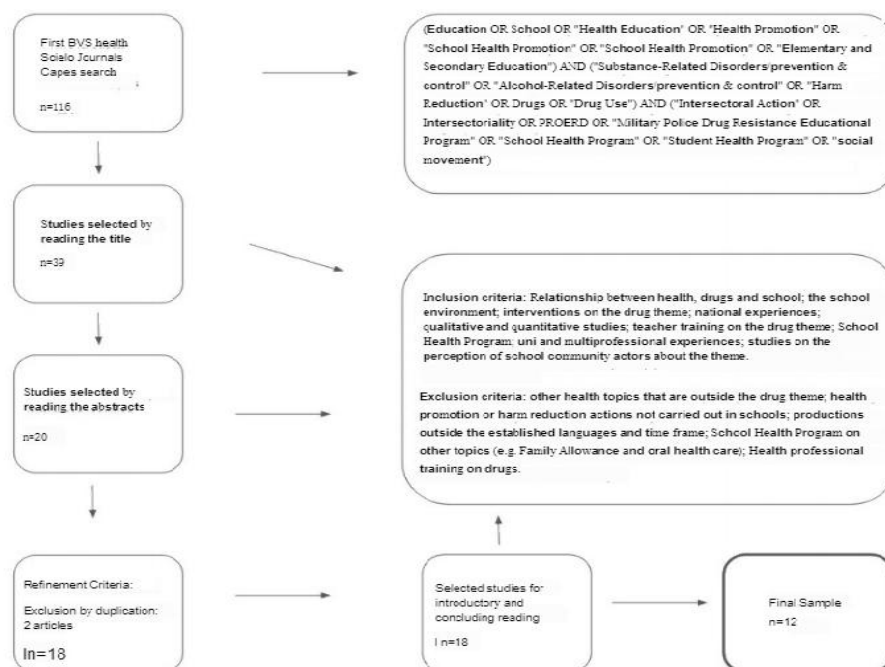 First BVS health
Scielo Journals
Capes search
n=116
(Education OR School OR "Health Education' OR "Health Promotion" OR
"School Health Promotion" OR "School Health Promotion" OR "Elementary and
Secondary Education") AND ("Substance-Related Disorders/prevention &
control" OR "Alcohol-Related Disorders/prevention & control" OR "Harm
Reduction' OR Drugs OR "Drug Use") AND ("Intersectoral Action' OR
Intersectoriality OR PROERD OR "Military Police Drug Resistance Educational
Program" OR "School Health Program" OR "Student Health Program" OR "social
movement')
Studies selected by
reading the title
n=39
Inclusion criteria: Relationship between health, drugs and school; the school
environment; interventions on the drug theme; national experiences;
qualitative and quantitative studies; teacher training on the drug theme; School
Health Program; uni and multiprofessional experiences; studies on the
perception of school community actors about the theme.
Exclusion criteria: other health topics that are outside the drug theme; health
promotion or harm reduction actions not carried out in schools; productions
outside the established languages and time frame; School Health Program on
other topics (e.g. Family Allowance and oral health care); Health professional
training on drugs.
Studies selected by
reading the abstracts
n=20
Refinement Criteria:
Exclusion by duplication:
2 articles
In=18
Selected studies for
introductory and
concluding reading
I n=18
Final Sample
n=12